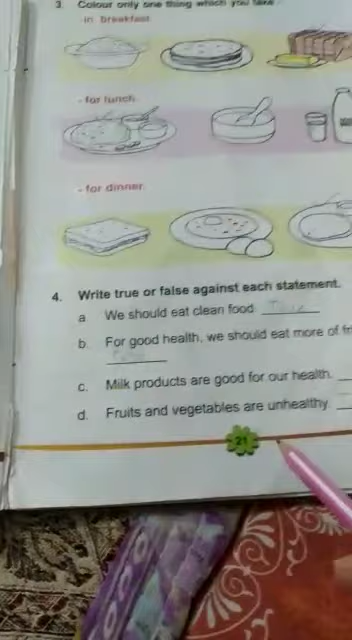 3. Colour only one thing which you take -
- in breakfast.
- for lunch.
- for dinner.
4. Write true or false against each statement.
a. We should eat clean food. True
b. For good health, we should eat more of
c. Milk products are good for our health.
d. Fruits and vegetables are unhealthy.
21